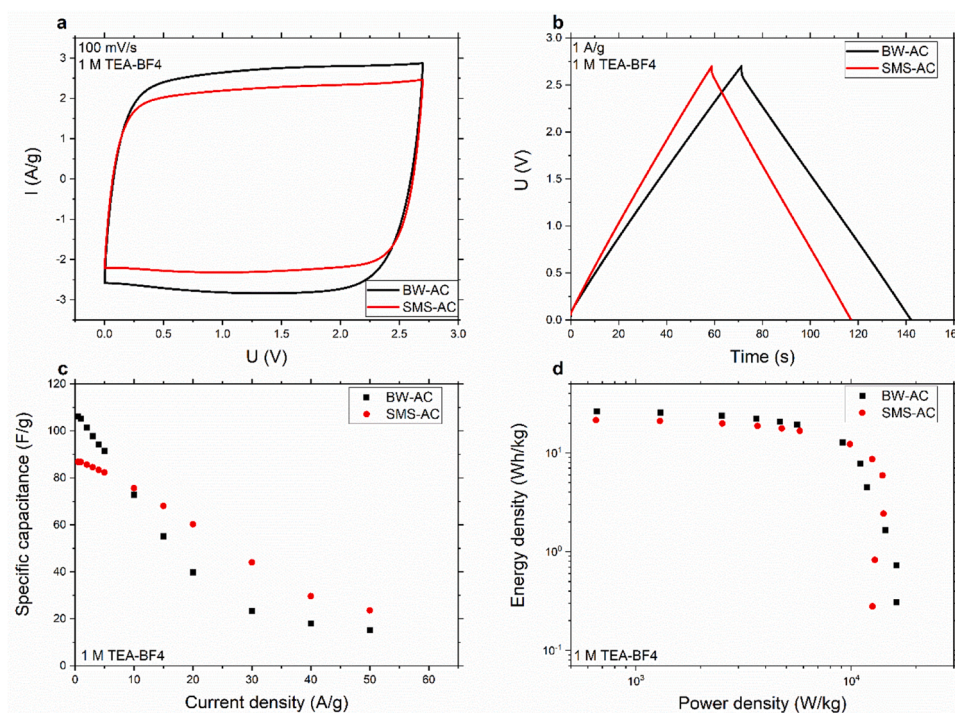 a
100 mV/s
1 M TEA-BF4
3
2
1
0
-1
-2
-3
I (A/g)
BW-AC
SMS-AC
0.0
0.5
1.0
1.5
2.0
2.5
3.0
U (V)
b
1 A/g
1 M TEA-BF4
BW-AC
SMS-AC
3.0
2.5
2.0
1.5
1.0
0.5
0.0
U (V)
0
20
40
60
80
100
120
140
Time (s)
c
BW-AC
SMS-AC
120
100
80
60
40
20
0
Specific capacitance (F/g)
1 M TEA-BF4
0
10
20
30
40
50
60
Current density (A/g)
d
BW-AC
SMS-AC
10¹
10⁰
10⁻¹
Energy density (Wh/kg)
1 M TEA-BF4
10³
10⁴
Power density (W/kg)